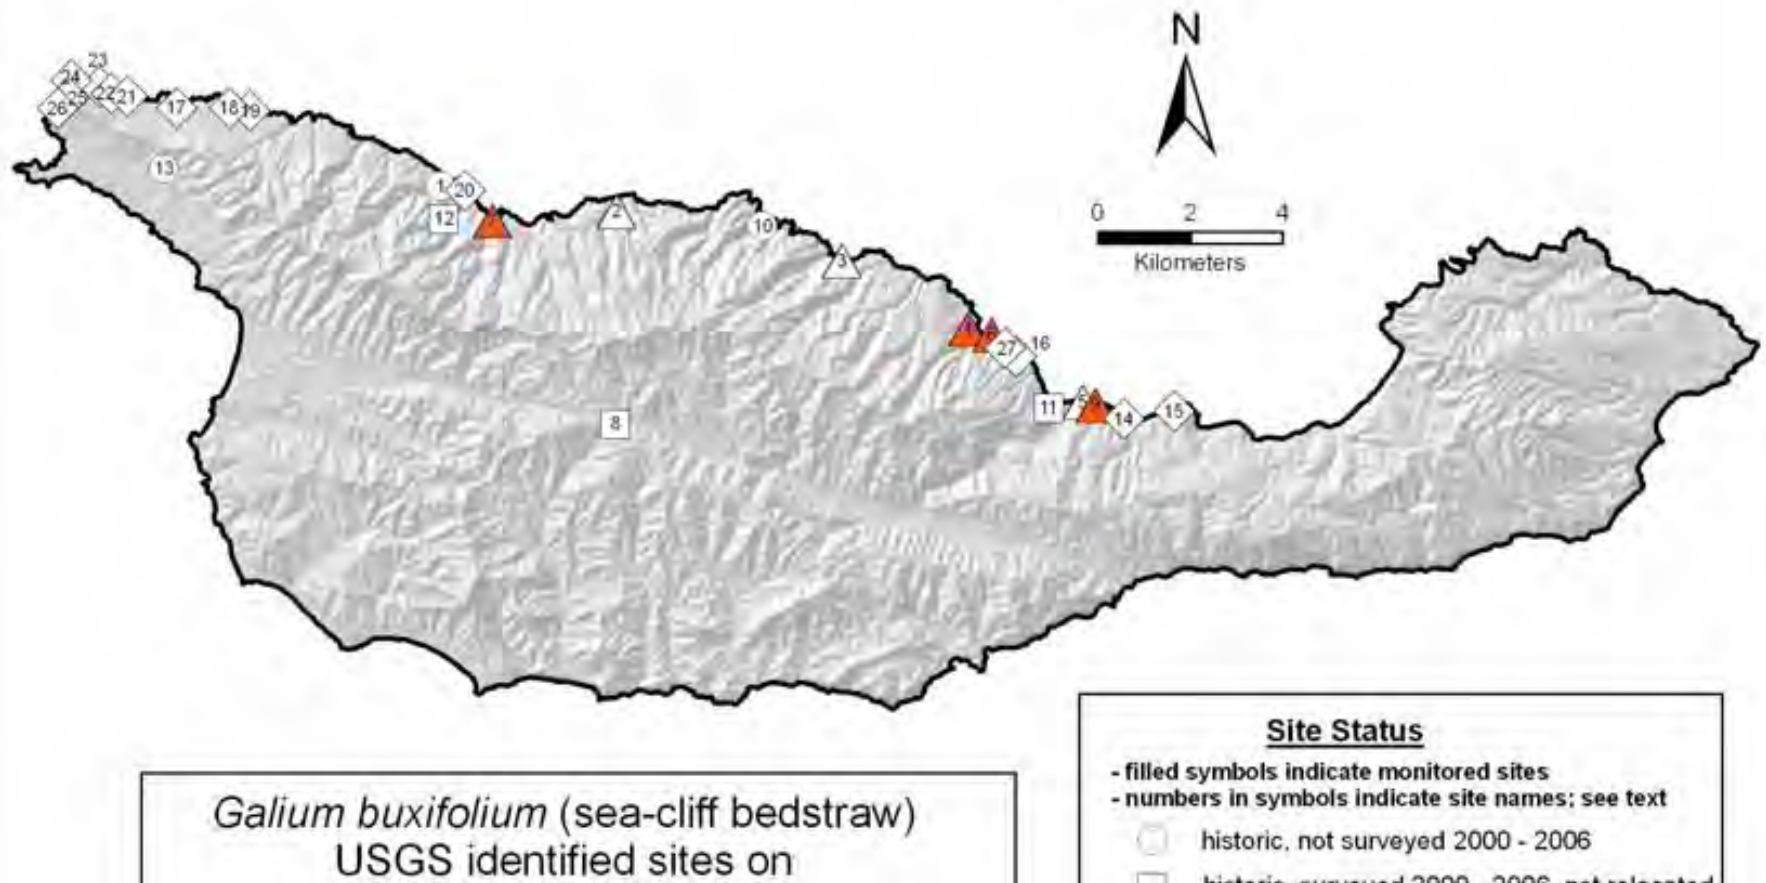 N
23
24
25
22
21
26
17
18
19
13
1
20
12
2
10
3
0 2 4
Kilometers
27
16
11
14
15
8
Site Status
- filled symbols indicate monitored sites
- numbers in symbols indicate site names; see text
historic, not surveyed 2000 - 2006
Galium buxifolium (sea-cliff bedstraw)
USGS identified sites on